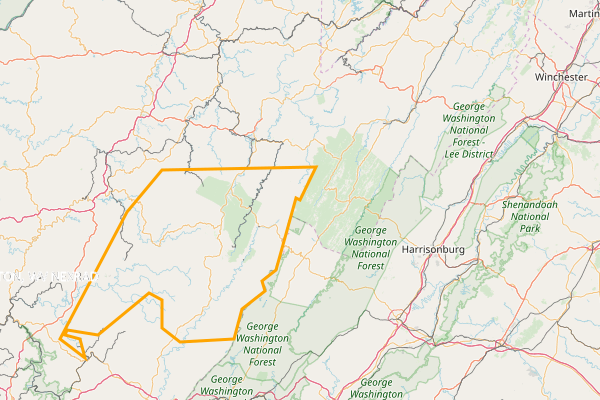 Martin
Winchester
George
Washington
National
Forest -
Lee District
Shenandoah
National
Park
George
Washington
National
Forest
Harrisonburg
George
Washington
National
Forest
George
Washington
George
Washington
National